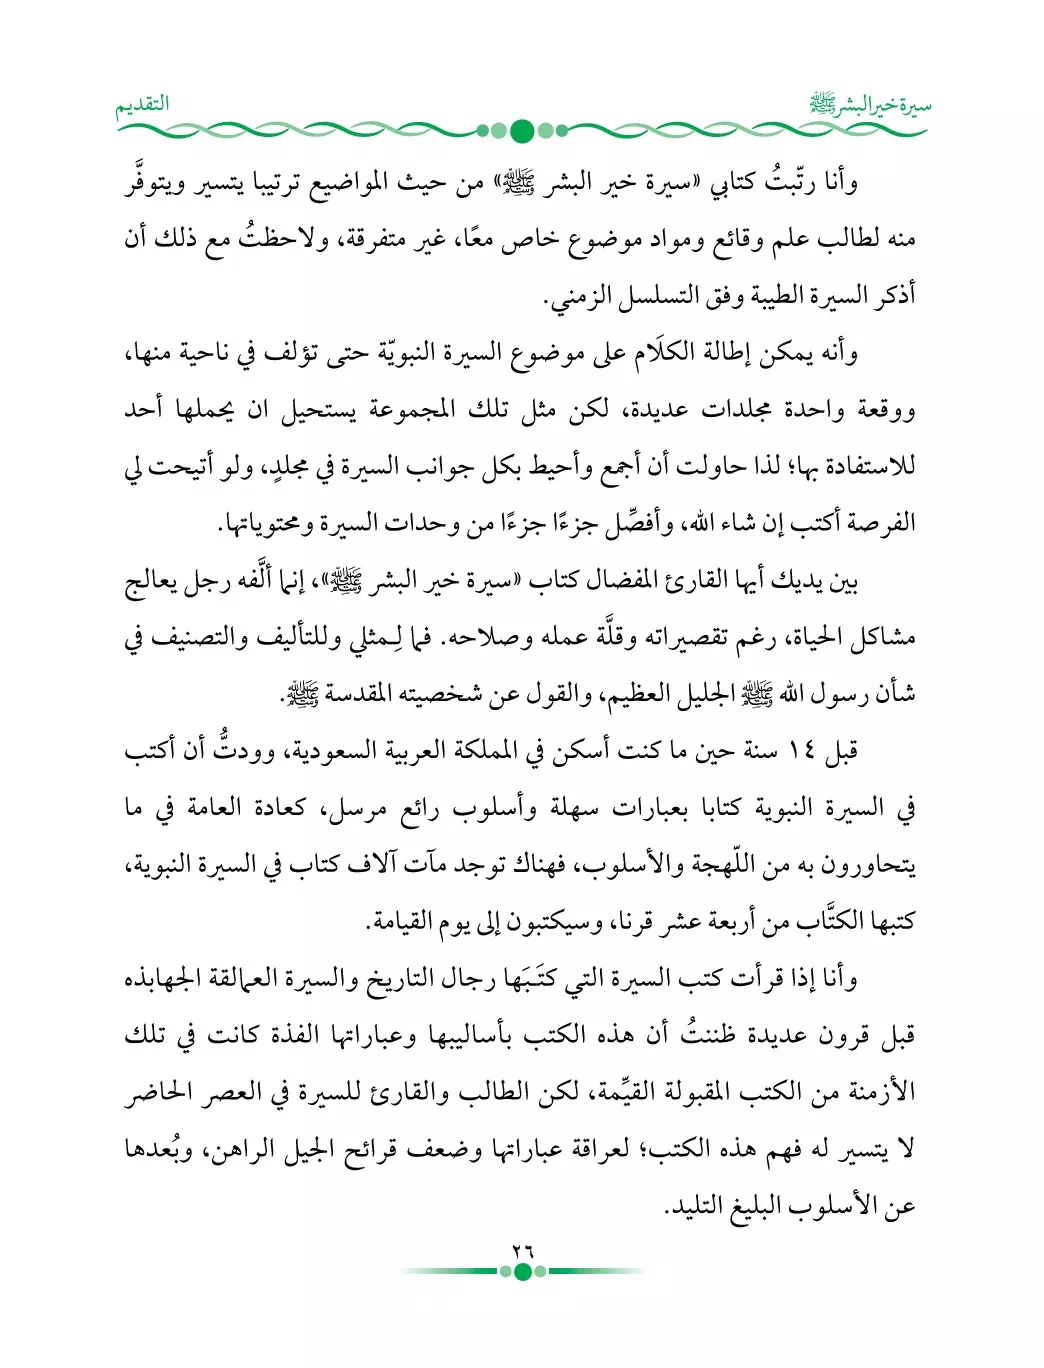 سيرة خير البشر ﷺ
التقديم
وأنا رتّبتُ كتابي «سيرة خير البشر ﷺ» من حيث المواضيع ترتيبا يتسير ويتوفَّر
منه لطالب علم وقائع ومواد موضوع خاص معًا، غير متفرقة، ولاحظتُ مع ذلك أن
أذكر السيرة الطيبة وفق التسلسل الزمني.
وأنه يمكن إطالة الكلَام على موضوع السيرة النبويّة حتى تؤلف في ناحية منها،
ووقعة واحدة مجلدات عديدة، لكن مثل تلك المجموعة يستحيل ان يحملها أحد
للاستفادة بها؛ لذا حاولت أن أجمع وأحيط بكل جوانب السيرة في مجلدٍ، ولو أتيحت لي
الفرصة أكتب إن شاء الله، وأفصِّل جزءًا جزءًا من وحدات السيرة ومحتوياتها.
بين يديك أيها القارئ المفضال كتاب «سيرة خير البشر ﷺ»، إنما ألَّفه رجل يعالج
مشاكل الحياة، رغم تقصيراته وقلَّة عمله وصلاحه. فما لِـمثلي وللتأليف والتصنيف في
شأن رسول الله ﷺ الجليل العظيم، والقول عن شخصيته المقدسة ﷺ.
قبل ١٤ سنة حين ما كنت أسكن في المملكة العربية السعودية، وودتُّ أن أكتب
في السيرة النبوية كتابا بعبارات سهلة وأسلوب رائع مرسل، كعادة العامة في ما
يتحاورون به من اللّهجة والأسلوب، فهناك توجد مآت آلاف كتاب في السيرة النبوية،
كتبها الكتَّاب من أربعة عشر قرنا، وسيكتبون إلى يوم القيامة.
وأنا إذا قرأت كتب السيرة التي كتَـبَها رجال التاريخ والسيرة العمالقة الجهابذه
قبل قرون عديدة ظننتُ أن هذه الكتب بأساليبها وعباراتها الفذة كانت في تلك
الأزمنة من الكتب المقبولة القيِّمة، لكن الطالب والقارئ للسيرة في العصر الحاضر
لا يتسير له فهم هذه الكتب؛ لعراقة عباراتها وضعف قرائح الجيل الراهن، وبُعدها
عن الأسلوب البليغ التليد.
٢٦